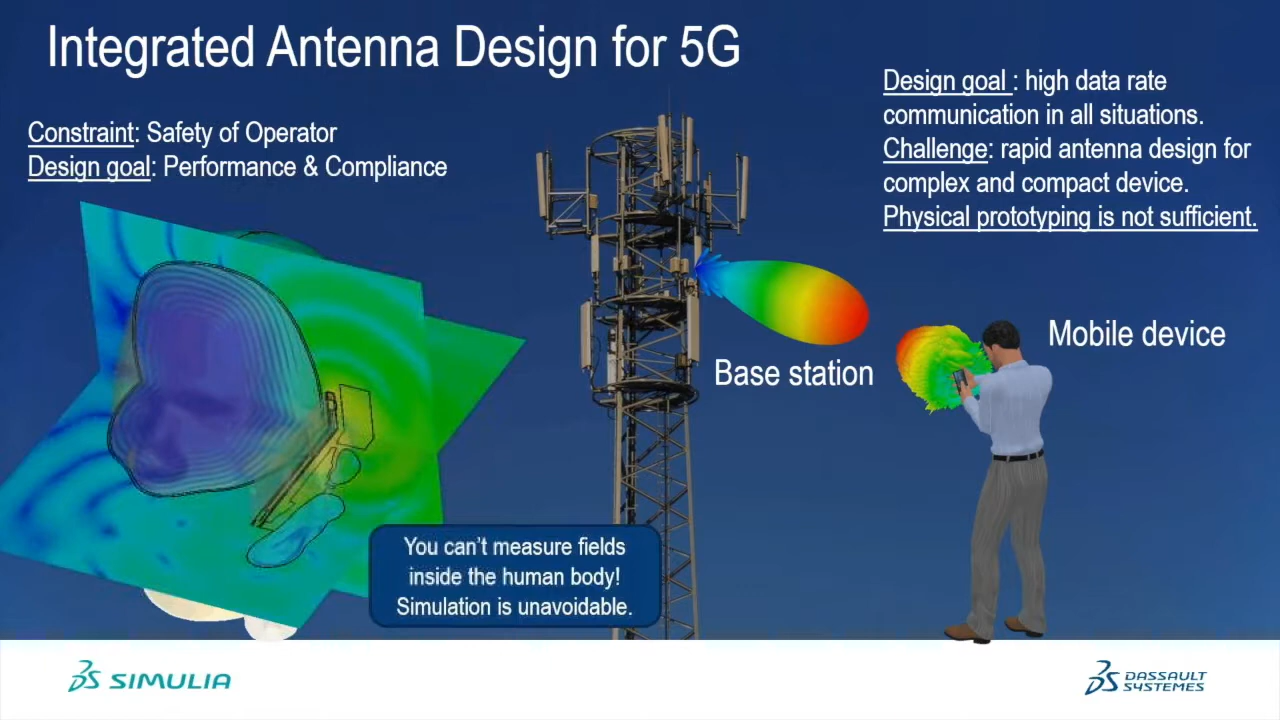 Integrated Antenna Design for 5G
Constraint: Safety of Operator
Design goal: Performance & Compliance
Design goal : high data rate
communication in all situations.
Challenge: rapid antenna design for
complex and compact device.
Physical prototyping is not sufficient.
Base station
Mobile device
You can't measure fields
inside the human body!
Simulation is unavoidable.
SIMULIA
DASSAULT
SYSTEMES